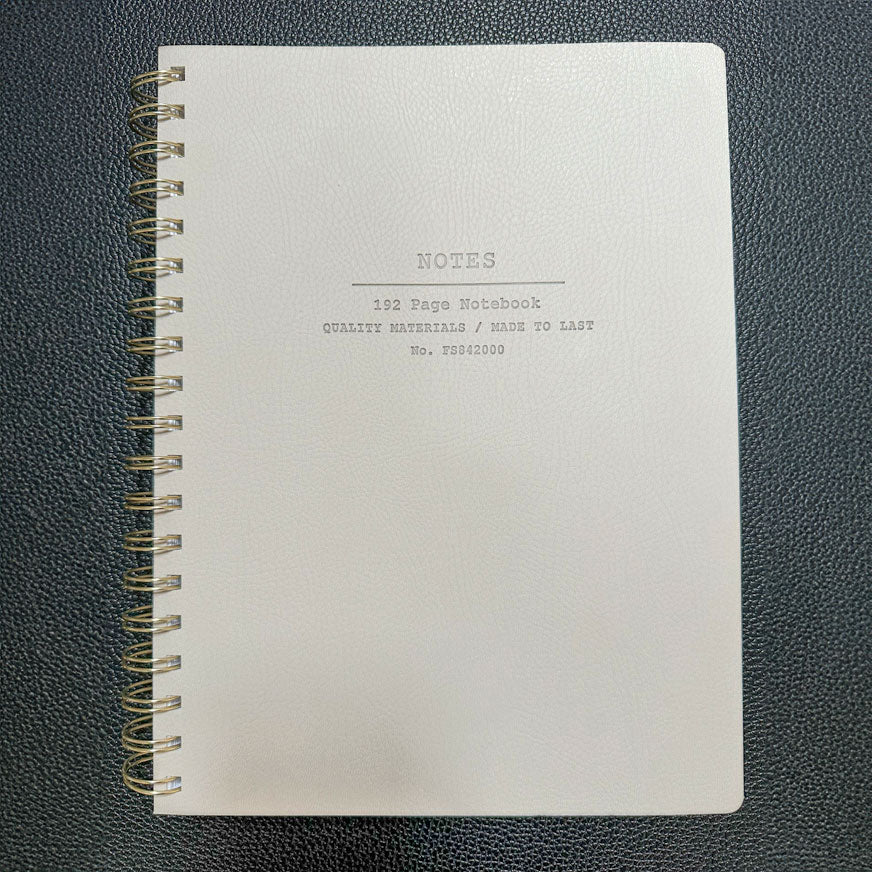 NOTES
192 Page Notebook
QUALITY MATERIALS / MADE TO LAST
No. FS842000